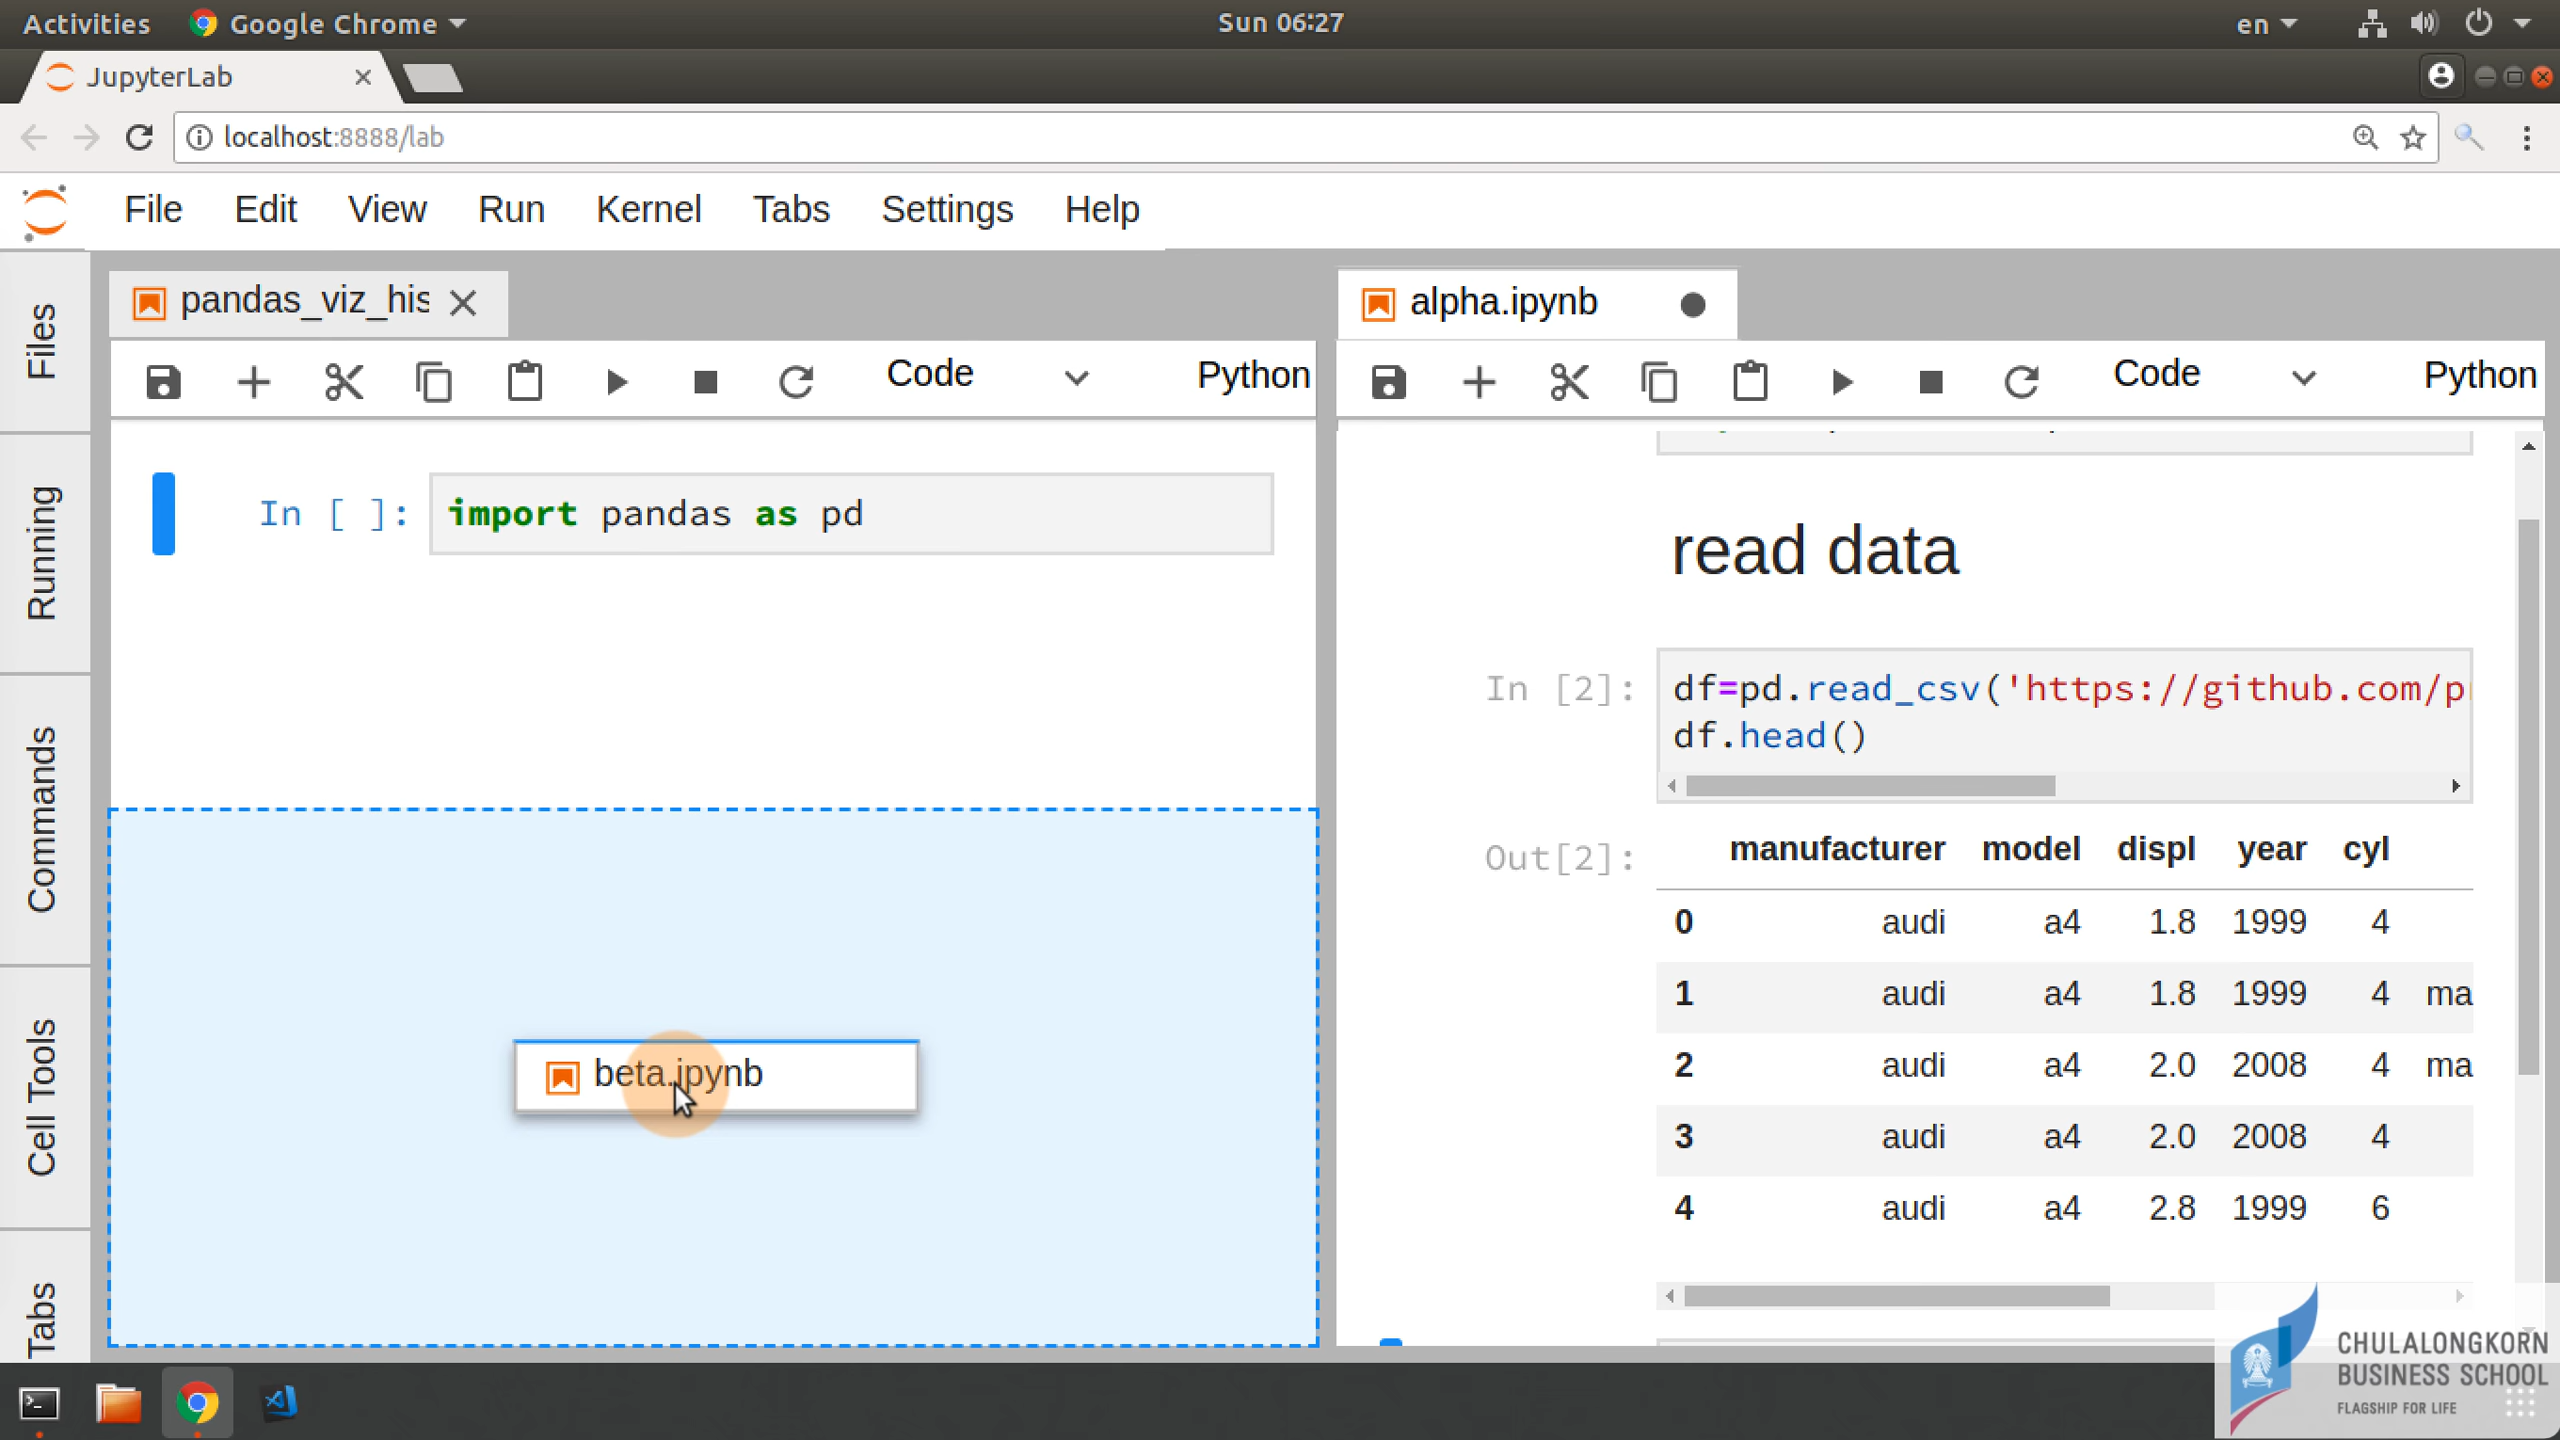 Activities Google Chrome Sun 06:27 en
JupyterLab
localhost:8888/lab
File Edit View Run Kernel Tabs Settings Help
Files
Running
Commands
Cell Tools
Tabs
pandas_viz_his
Code Python
In [ ]: import pandas as pd
beta.ipynb
alpha.ipynb
Code Python
read data
In [2]: df=pd.read_csv('https://github.com/p
df.head()
Out[2]: manufacturer model displ year cyl
0 audi a4 1.8 1999 4
1 audi a4 1.8 1999 4 ma
2 audi a4 2.0 2008 4 ma
3 audi a4 2.0 2008 4
4 audi a4 2.8 1999 6
CHULALONGKORN
BUSINESS SCHOOL
FLAGSHIP FOR LIFE